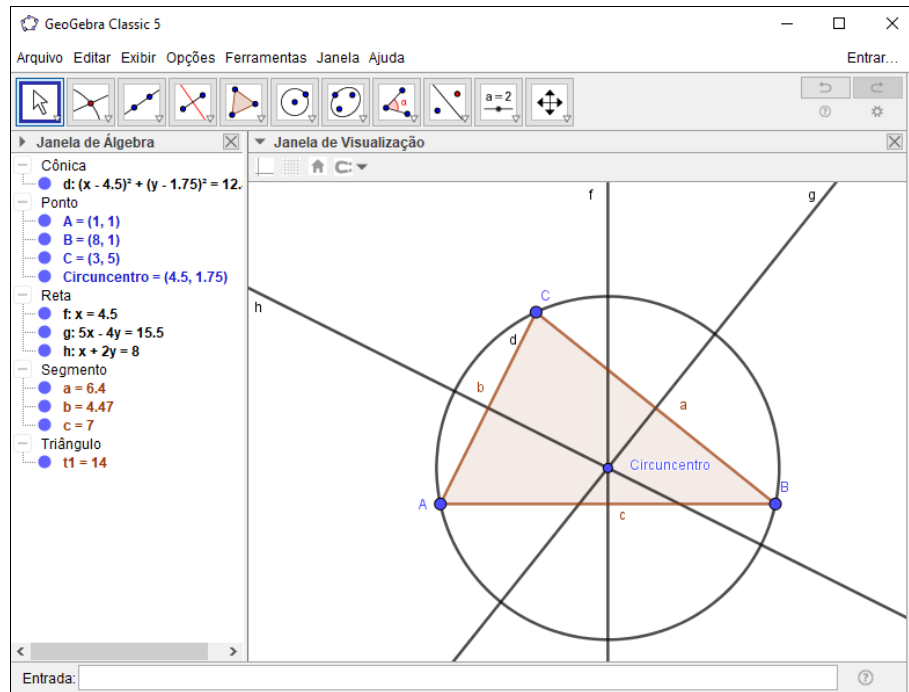 GeoGebra Classic 5
Arquivo Editar Exibir Opções Ferramentas Janela Ajuda Entrar...
α
a=2
Janela de Álgebra
Janela de Visualização
Cônica
d: (x - 4.5)² + (y - 1.75)² = 12.
Ponto
A = (1, 1)
B = (8, 1)
C = (3, 5)
Circuncentro = (4.5, 1.75)
Reta
f: x = 4.5
g: 5x - 4y = 15.5
h: x + 2y = 8
Segmento
a = 6.4
b = 4.47
c = 7
Triângulo
t1 = 14
f
g
h
C
d
b
a
Circuncentro
A
B
c
Entrada: